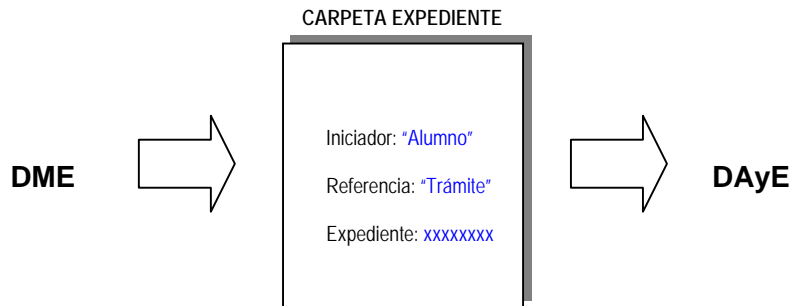 CARPETA EXPEDIENTE
Iniciador: “Alumno”
DME
Referencia: “Trámite”
DAyE
Expediente: xxxxxxxx